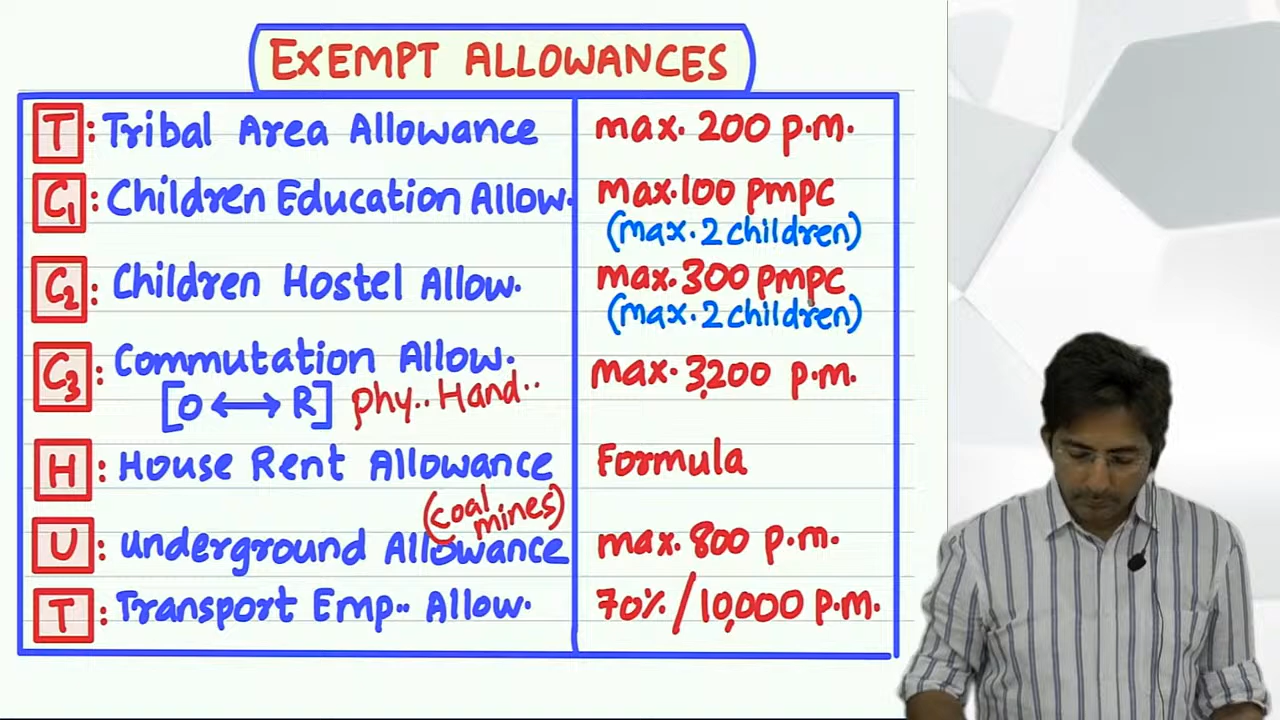 EXEMPT ALLOWANCES
T : Tribal Area Allowance max. 200 p.m.
C1 : Children Education Allow. max. 100 pmpc
(max. 2 children)
C2 : Children Hostel Allow. max. 300 pmpc
(max. 2 children)
C3 : Commutation Allow. max. 3,200 p.m.
[O ⟷ R] phy.. Hand..
H : House Rent Allowance Formula
(coal mines)
U : Underground Allowance max. 800 p.m.
T : Transport Emp.. Allow. 70% / 10,000 p.m.